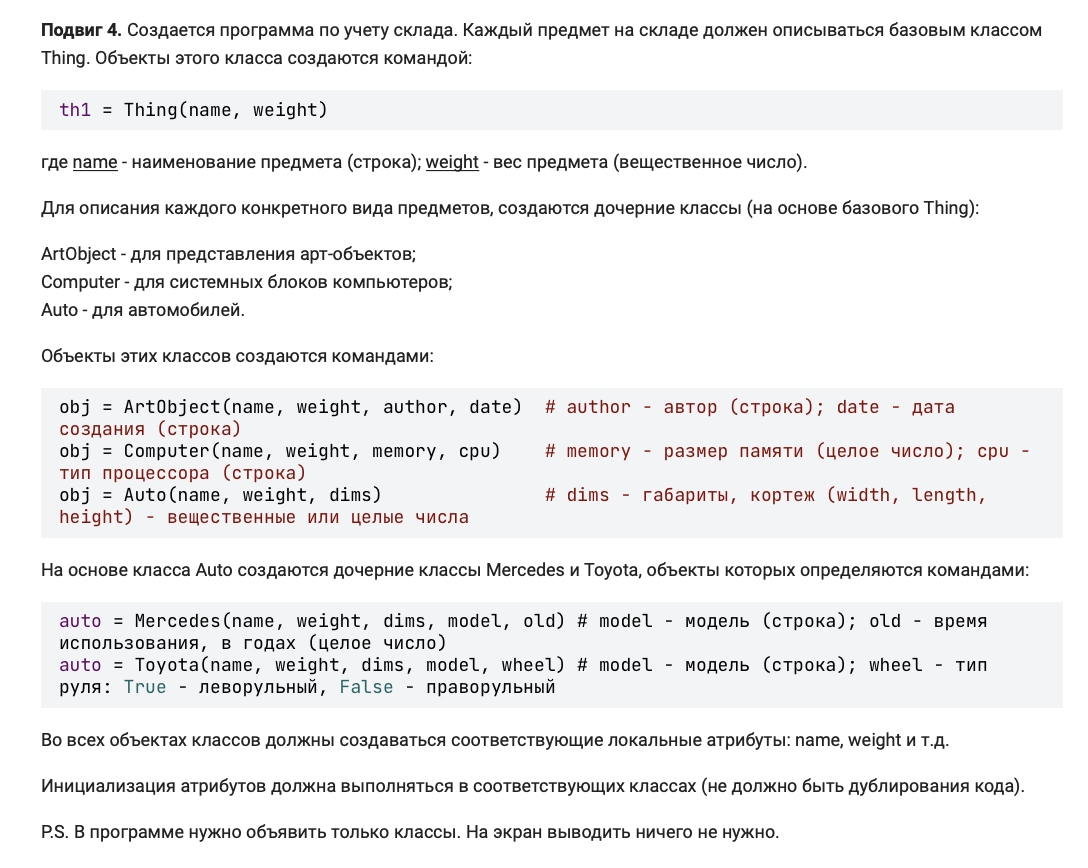 Подвиг 4. Создается программа по учету склада. Каждый предмет на складе должен описываться базовым классом
Thing. Объекты этого класса создаются командой:
th1 = Thing(name, weight)
где name - наименование предмета (строка); weight - вес предмета (вещественное число).
Для описания каждого конкретного вида предметов, создаются дочерние классы (на основе базового Thing):
ArtObject - для представления арт-объектов;
Computer - для системных блоков компьютеров;
Auto - для автомобилей.
Объекты этих классов создаются командами:
obj = ArtObject(name, weight, author, date)  # author - автор (строка); date - дата
создания (строка)
obj = Computer(name, weight, memory, cpu)    # memory - размер памяти (целое число); cpu -
тип процессора (строка)
obj = Auto(name, weight, dims)               # dims - габариты, кортеж (width, length,
height) - вещественные или целые числа
На основе класса Auto создаются дочерние классы Mercedes и Toyota, объекты которых определяются командами:
auto = Mercedes(name, weight, dims, model, old) # model - модель (строка); old - время
использования, в годах (целое число)
auto = Toyota(name, weight, dims, model, wheel) # model - модель (строка); wheel - тип
руля: True - леворульный, False - праворульный
Во всех объектах классов должны создаваться соответствующие локальные атрибуты: name, weight и т.д.
Инициализация атрибутов должна выполняться в соответствующих классах (не должно быть дублирования кода).
P.S. В программе нужно объявить только классы. На экран выводить ничего не нужно.